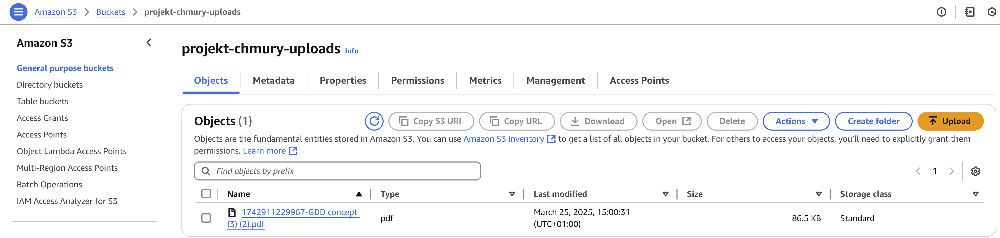 Amazon S3 > Buckets > projekt-chmury-uploads
Amazon S3
General purpose buckets
Directory buckets
Table buckets
Access Grants
Access Points
Object Lambda Access Points
Multi-Region Access Points
Batch Operations
IAM Access Analyzer for S3
projekt-chmury-uploads Info
Objects Metadata Properties Permissions Metrics Management Access Points
Objects (1) Copy S3 URI Copy URL Download Open Delete Actions Create folder Upload
Objects are the fundamental entities stored in Amazon S3. You can use Amazon S3 inventory to get a list of all objects in your bucket. For others to access your objects, you’ll need to explicitly grant them
permissions. Learn more
Find objects by prefix
1
Name Type Last modified Size Storage class
1742911229967-GDD concept
(3) (2).pdf
pdf
March 25, 2025, 15:00:31
(UTC+01:00)
86.5 KB
Standard